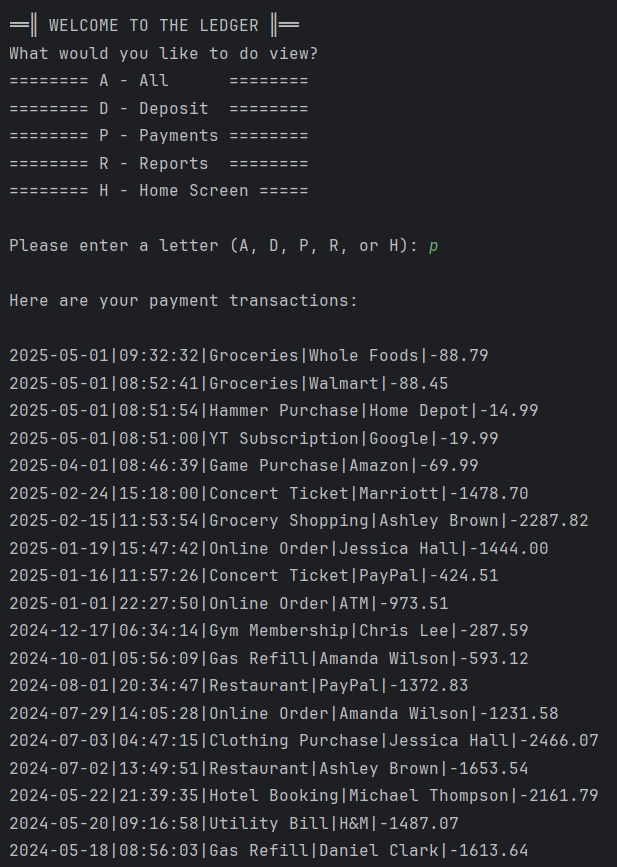 ══╣ WELCOME TO THE LEDGER ╠══
What would you like to do view?
======== A - All      ========
======== D - Deposit  ========
======== P - Payments ========
======== R - Reports  ========
======== H - Home Screen =====
Please enter a letter (A, D, P, R, or H): p
Here are your payment transactions:
2025-05-01|09:32:32|Groceries|Whole Foods|-88.79
2025-05-01|08:52:41|Groceries|Walmart|-88.45
2025-05-01|08:51:54|Hammer Purchase|Home Depot|-14.99
2025-05-01|08:51:00|YT Subscription|Google|-19.99
2025-04-01|08:46:39|Game Purchase|Amazon|-69.99
2025-02-24|15:18:00|Concert Ticket|Marriott|-1478.70
2025-02-15|11:53:54|Grocery Shopping|Ashley Brown|-2287.82
2025-01-19|15:47:42|Online Order|Jessica Hall|-1444.00
2025-01-16|11:57:26|Concert Ticket|PayPal|-424.51
2025-01-01|22:27:50|Online Order|ATM|-973.51
2024-12-17|06:34:14|Gym Membership|Chris Lee|-287.59
2024-10-01|05:56:09|Gas Refill|Amanda Wilson|-593.12
2024-08-01|20:34:47|Restaurant|PayPal|-1372.83
2024-07-29|14:05:28|Online Order|Amanda Wilson|-1231.58
2024-07-03|04:47:15|Clothing Purchase|Jessica Hall|-2466.07
2024-07-02|13:49:51|Restaurant|Ashley Brown|-1653.54
2024-05-22|21:39:35|Hotel Booking|Michael Thompson|-2161.79
2024-05-20|09:16:58|Utility Bill|H&M|-1487.07
2024-05-18|08:56:03|Gas Refill|Daniel Clark|-1613.64